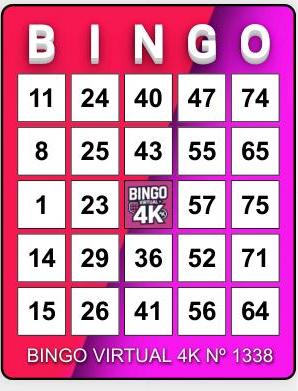 B I N G O
11 24 40 47 74
8 25 43 55 65
1 23 BINGO VIRTUAL 4K 57 75
14 29 36 52 71
15 26 41 56 64
BINGO VIRTUAL 4K Nº 1338